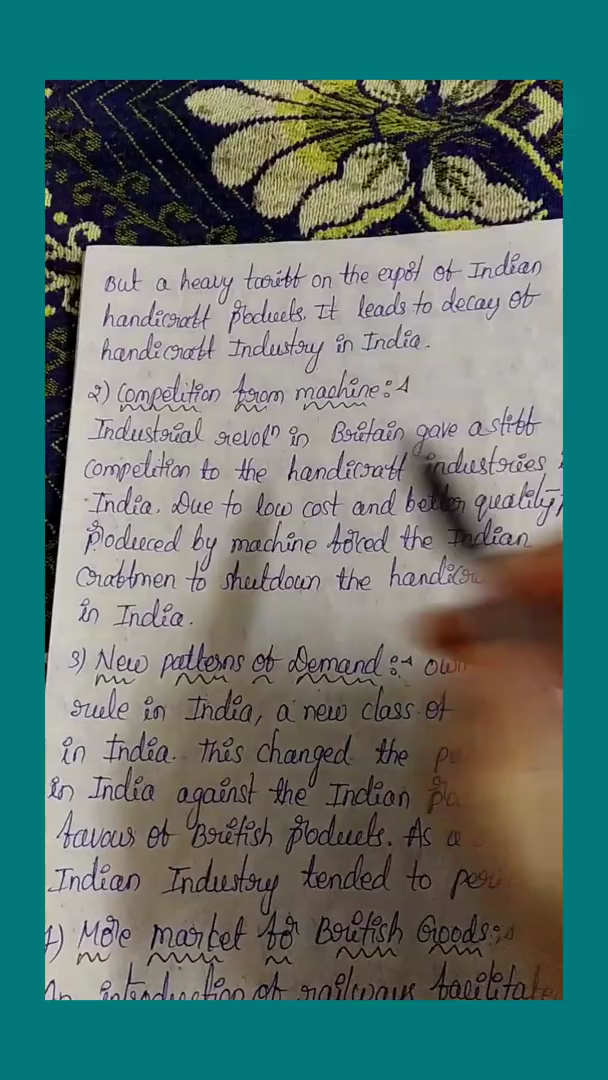 But a heavy tariff on the export of Indian
handicraft products. It leads to decay of
handicraft Industry in India.
2) Competition from machine:-
Industrial revolⁿ in Britain gave a stiff
competition to the handicraft industries
India. Due to low cost and better quality
Produced by machine forced the Indian
Craftmen to shutdown the
in India.
3) New patterns of Demand:-
rule in India, a new class of
in India. This changed the
in India against the Indian
favour of British products. As a
Indian Industry tended to
4) More market for British Goods:-
An introduction of railways